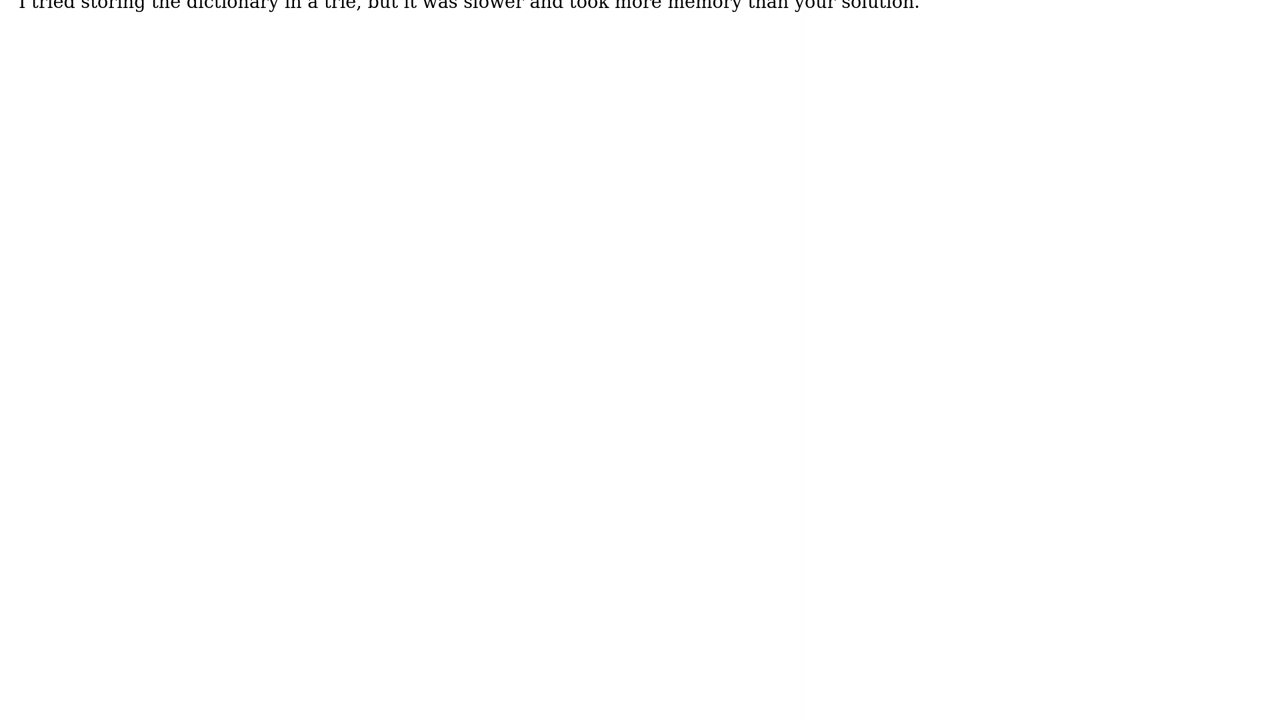 I tried storing the dictionary in a trie, but it was slower and took more memory than your solution.